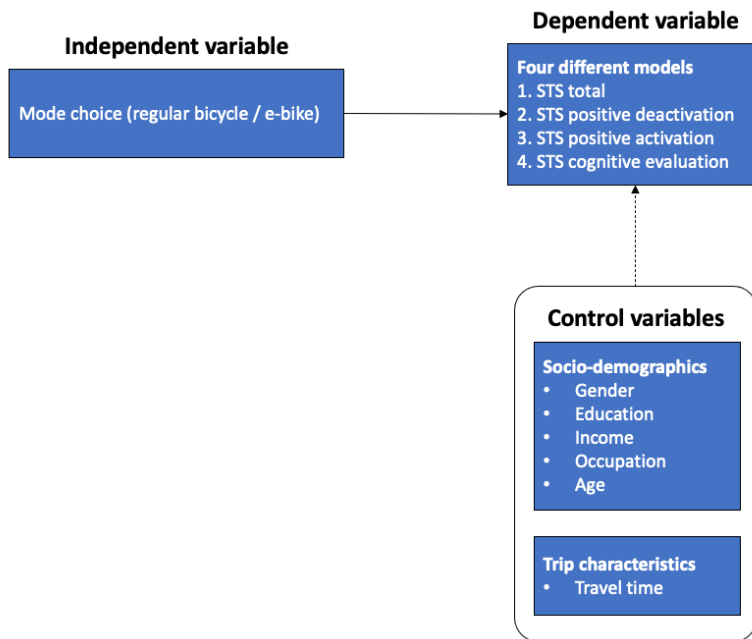 Independent variable
Mode choice (regular bicycle / e-bike)
Dependent variable
Four different models
1. STS total
2. STS positive deactivation
3. STS positive activation
4. STS cognitive evaluation
Control variables
Socio-demographics
• Gender
• Education
• Income
• Occupation
• Age
Trip characteristics
• Travel time